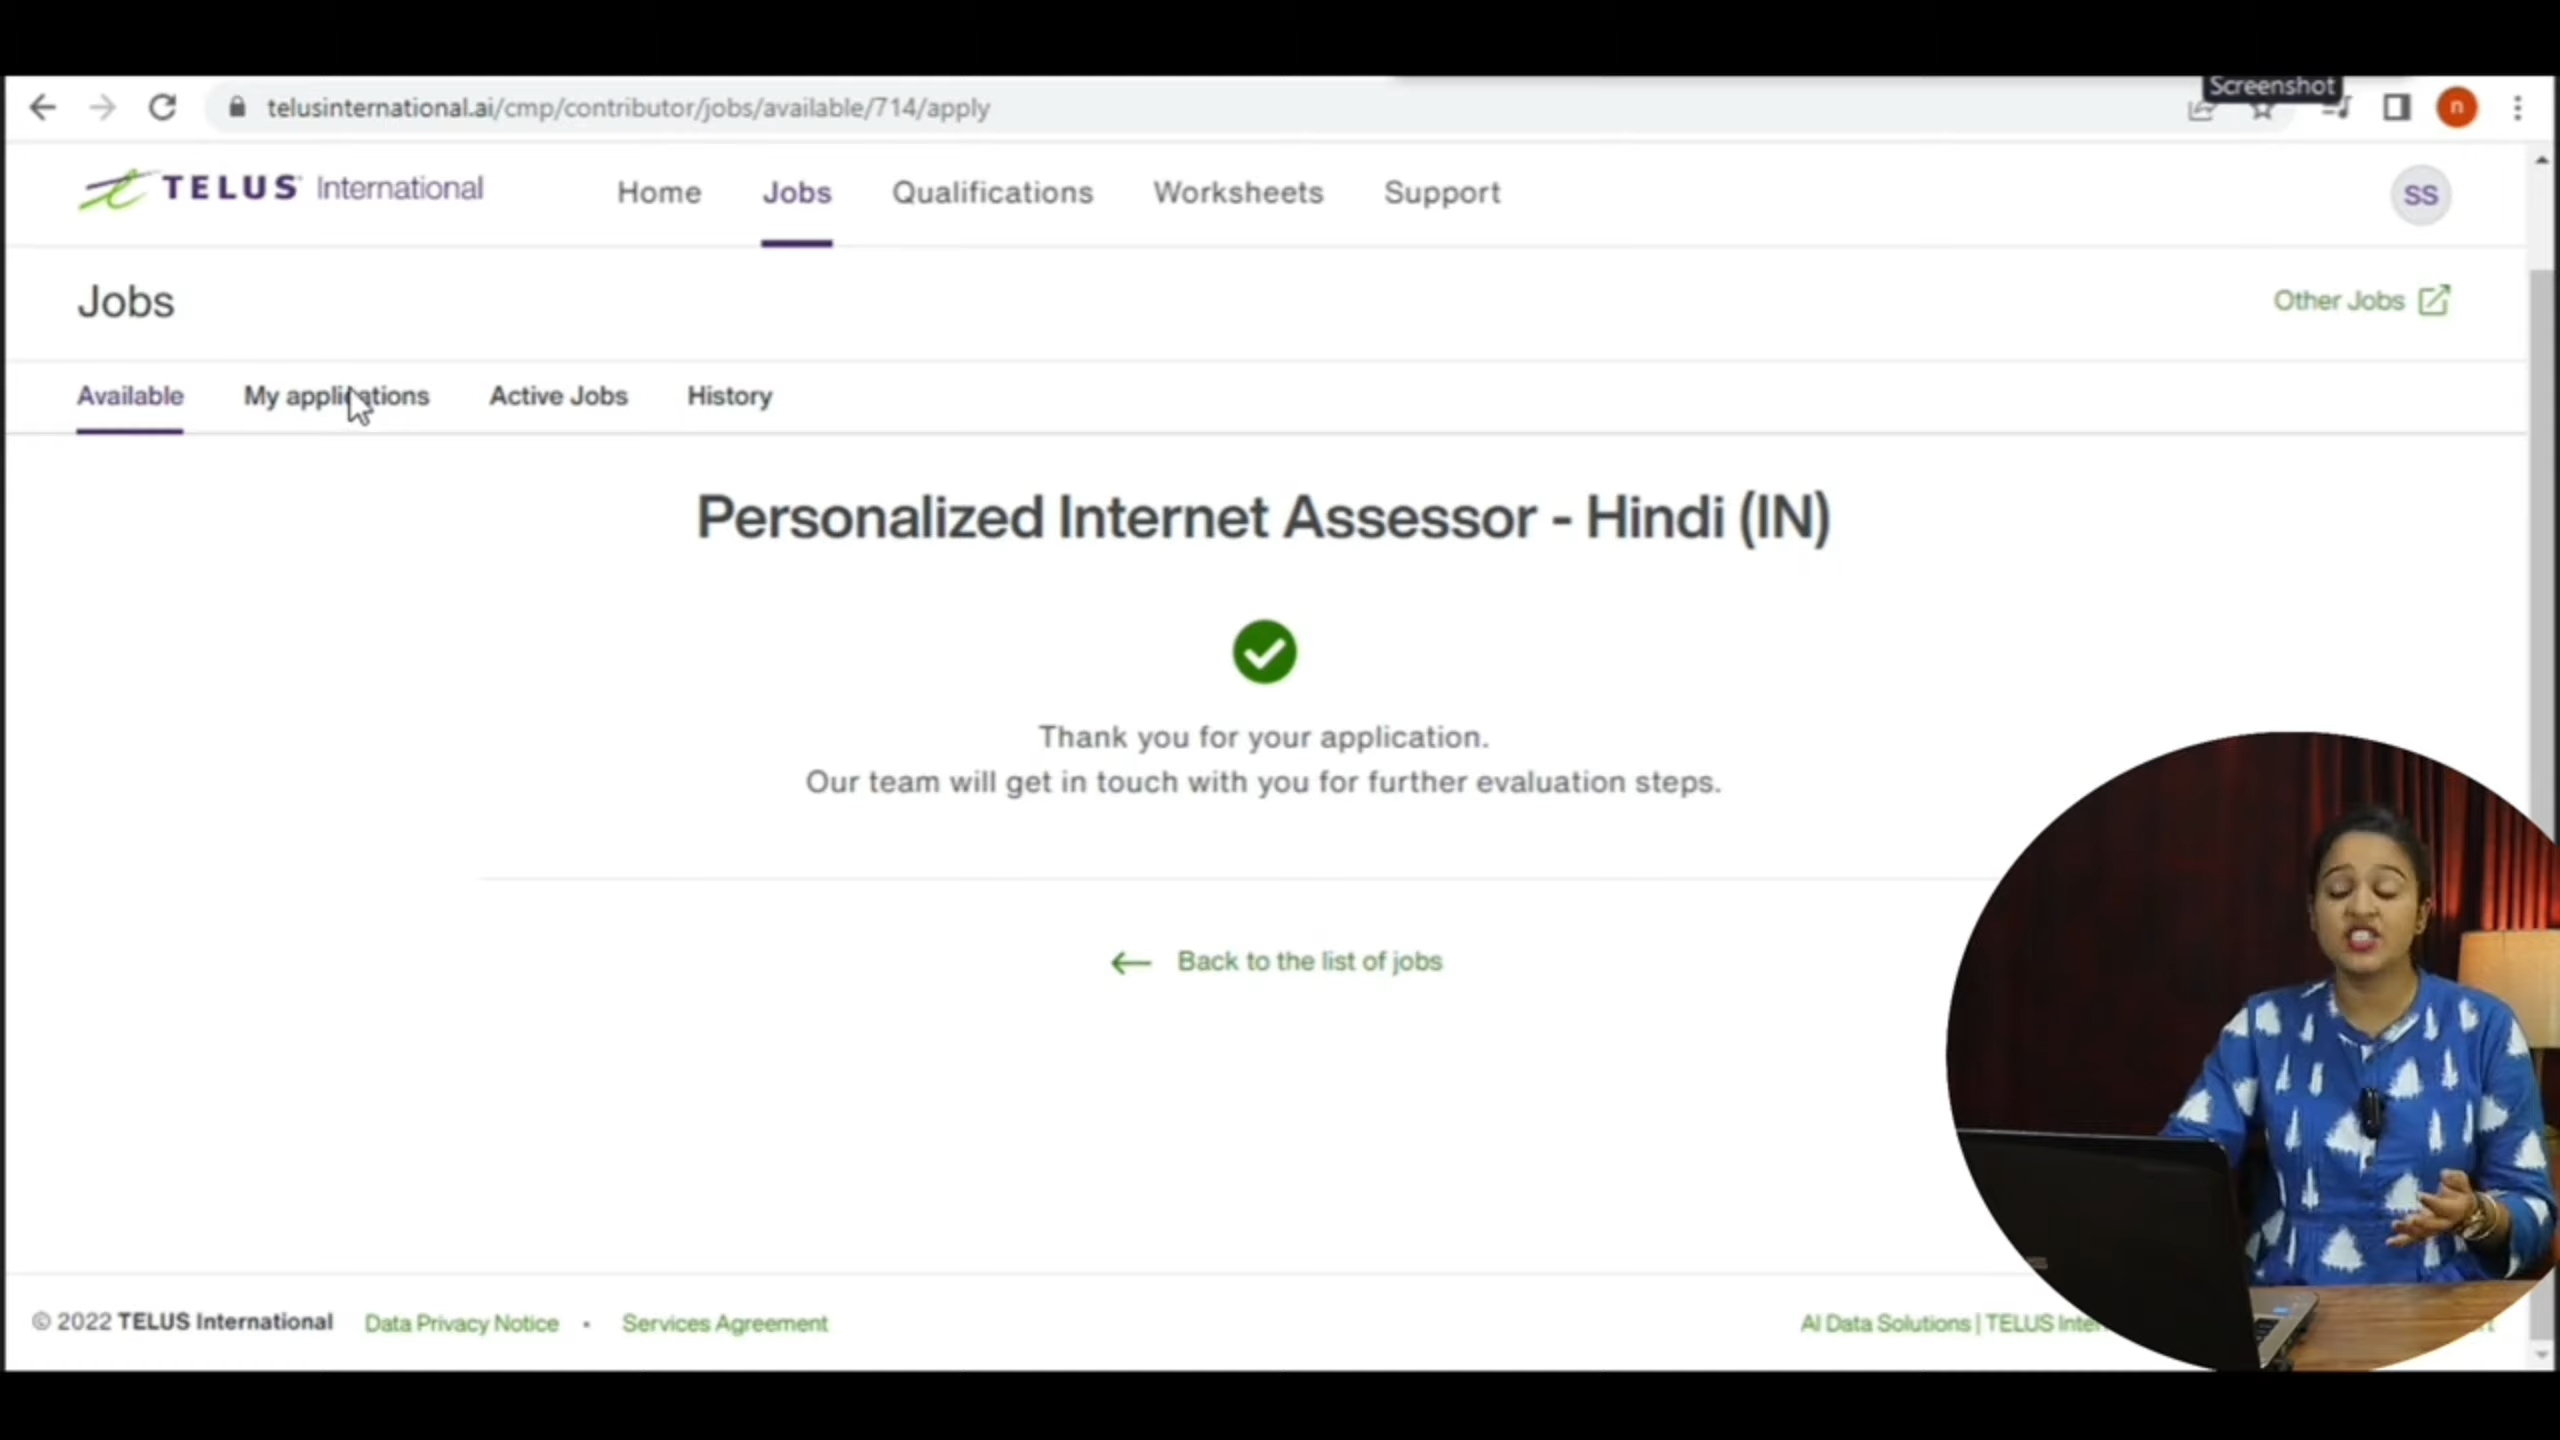 Screenshot
telusinternational.ai/cmp/contributor/jobs/available/714/apply
n
TELUS International
Home Jobs Qualifications Worksheets Support
SS
Jobs
Other Jobs
Available My applications Active Jobs History
Personalized Internet Assessor - Hindi (IN)
Thank you for your application.
Our team will get in touch with you for further evaluation steps.
Back to the list of jobs
© 2022 TELUS International Data Privacy Notice • Services Agreement
AI Data Solutions | TELUS